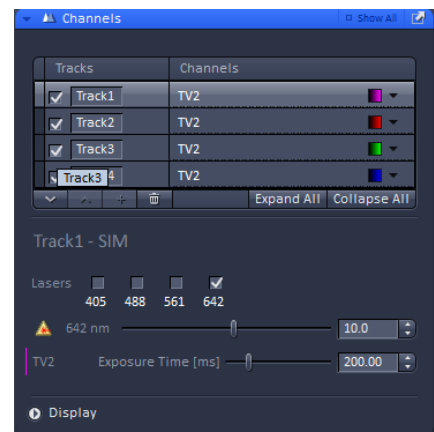 Channels Show All
Tracks Channels
Track1 TV2
Track2 TV2
Track3 TV2
Track3 4 TV2
Expand All Collapse All
Track1 - SIM
Lasers
405 488 561 642
642 nm 10.0
TV2 Exposure Time [ms] 200.00
Display